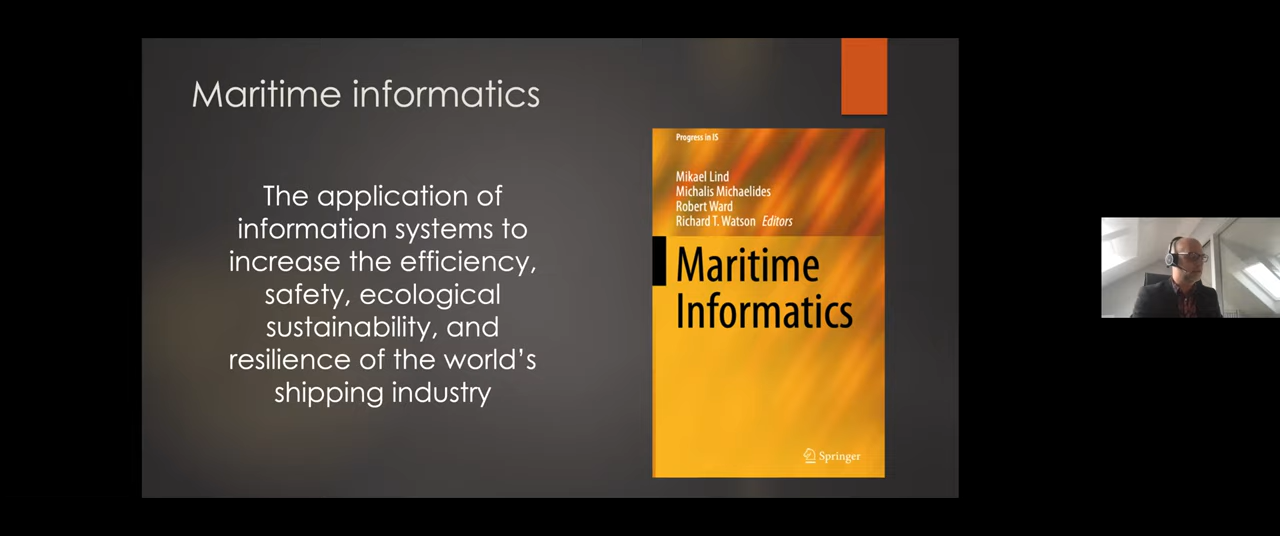 Maritime informatics
The application of
information systems to
increase the efficiency,
safety, ecological
sustainability, and
resilience of the world’s
shipping industry
Progress in IS
Mikael Lind
Michalis Michaelides
Robert Ward
Richard T. Watson Editors
Maritime
Informatics
Springer